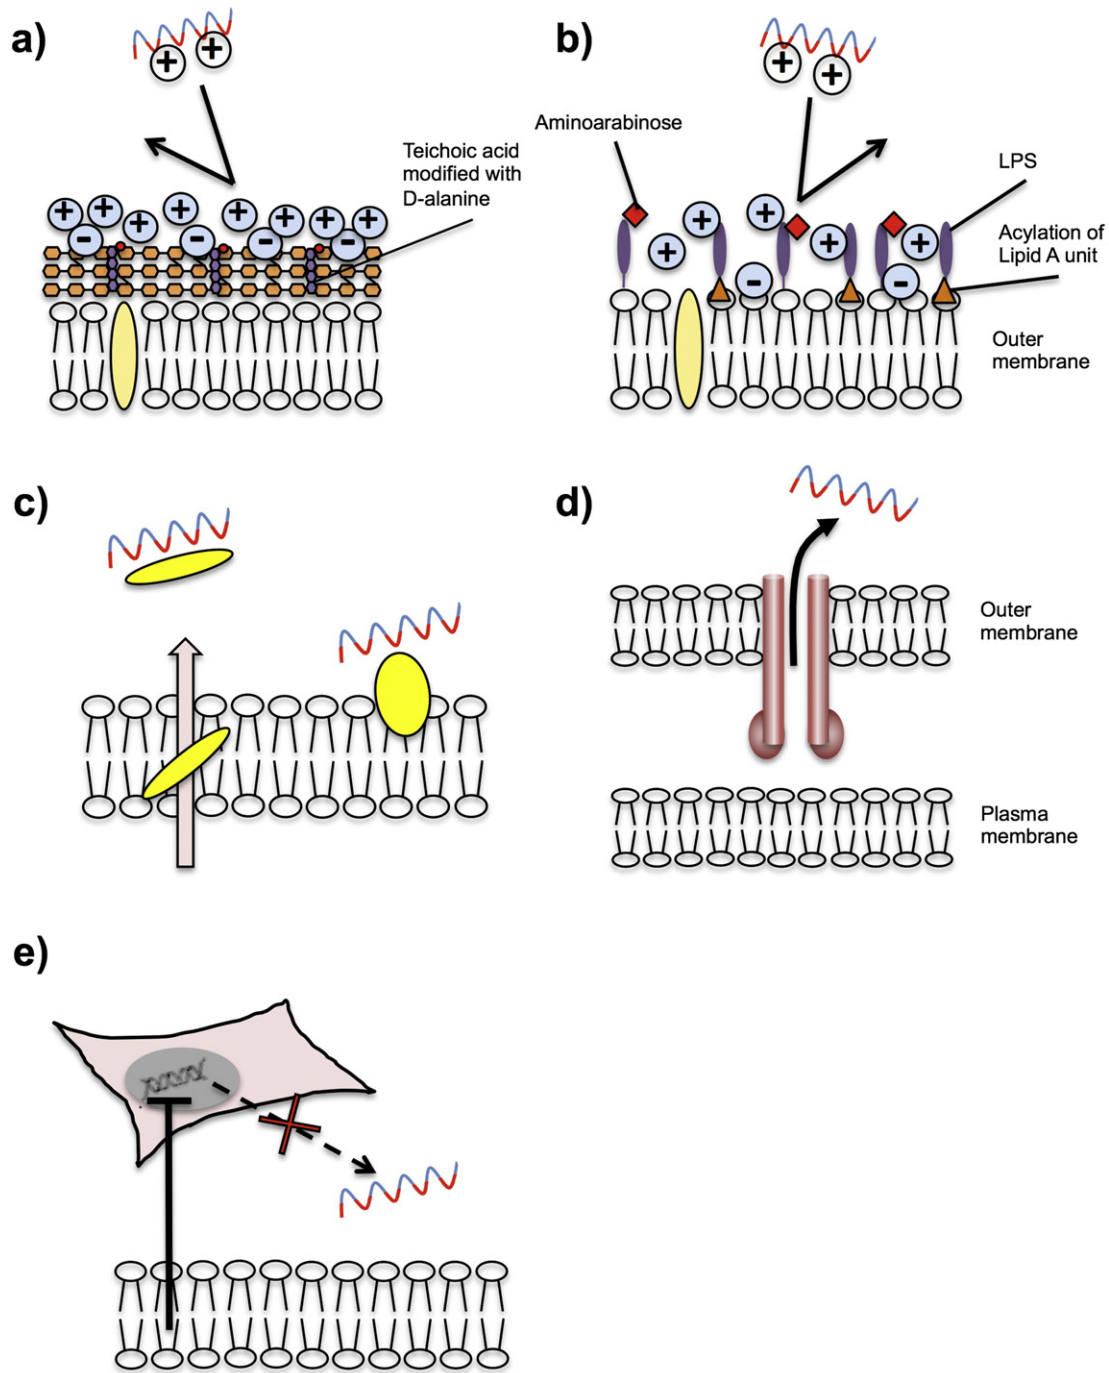 a)
b)
Aminoarabinose
Teichoic acid
modified with
D-alanine
LPS
Acylation of
Lipid A unit
Outer
membrane
+ +
+ +
+ + + + + + + +
- - - -
+ + + + +
- -
c)
d)
Outer
membrane
Plasma
membrane
e)